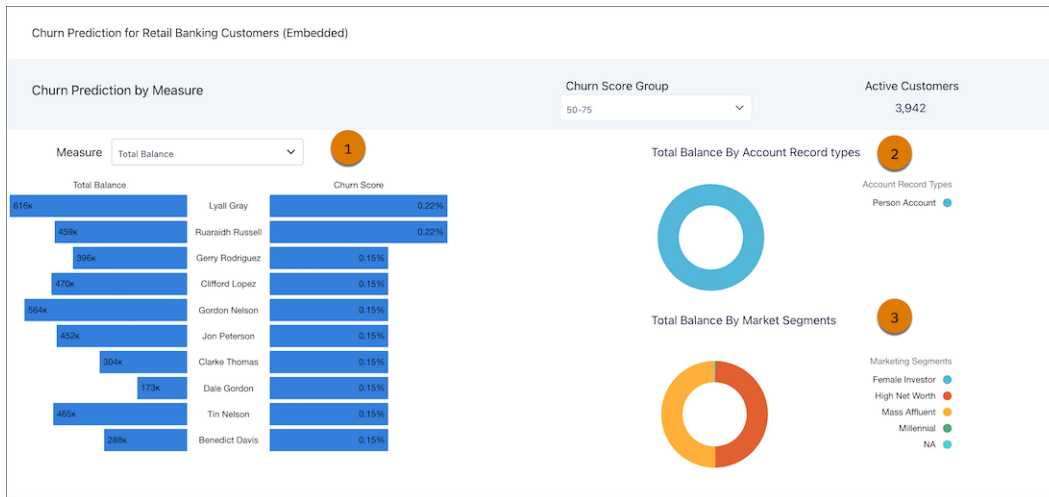 Churn Prediction for Retail Banking Customers (Embedded)
Churn Prediction by Measure
Churn Score Group
50-75
Active Customers
3,942
Measure
Total Balance
1
Total Balance
Churn Score
616K
Lyall Gray
0.22%
459K
Ruaraidh Russell
0.22%
396K
Gerry Rodriguez
0.15%
470K
Clifford Lopez
0.15%
564K
Gordon Nelson
0.15%
452K
Jon Peterson
0.15%
304K
Clarke Thomas
0.15%
173K
Dale Gordon
0.15%
465K
Tin Nelson
0.15%
288K
Benedict Davis
0.15%
Total Balance By Account Record types
2
Account Record Types
Person Account
Total Balance By Market Segments
3
Marketing Segments
Female Investor
High Net Worth
Mass Affluent
Millennial
NA